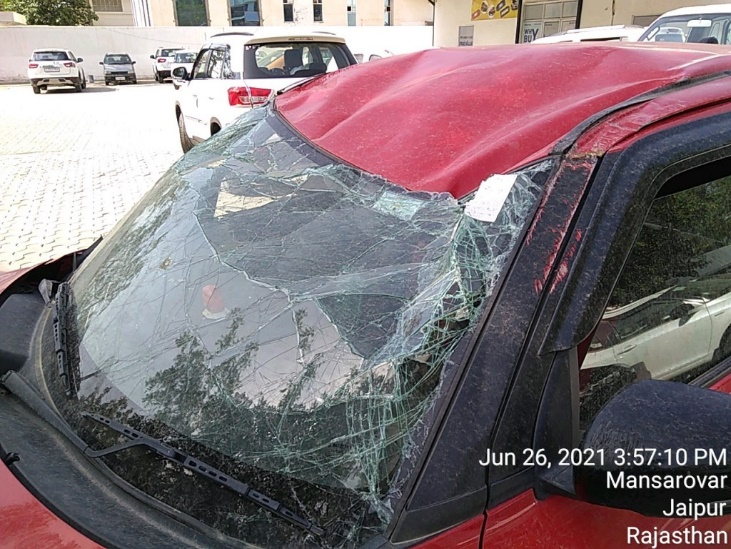 Jun 26, 2021 3:57:10 PM
Mansarovar
Jaipur
Rajasthan